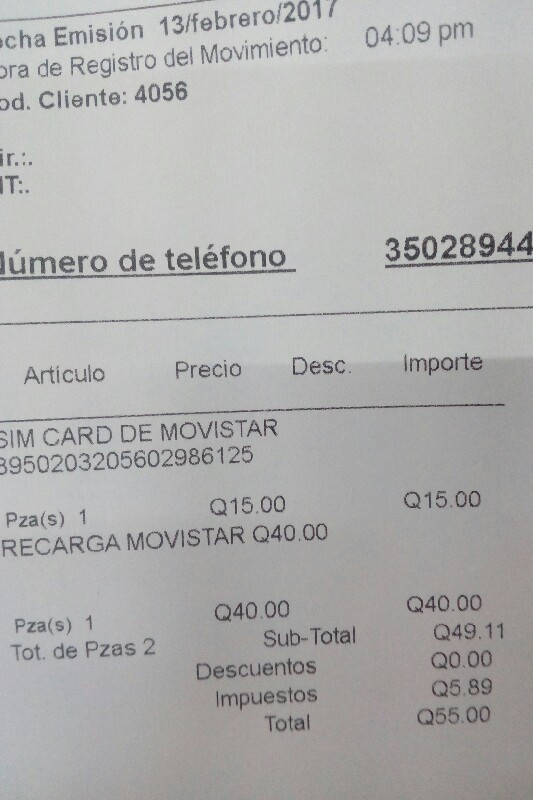 echa Emisión 13/febrero/2017
ora de Registro del Movimiento: 04:09 pm
od. Cliente: 4056
ir.:.
IT:.
Número de teléfono 35028944
Articulo Precio Desc. Importe
SIM CARD DE MOVISTAR
8950203205602986125
Pza(s) 1 Q15.00 Q15.00
RECARGA MOVISTAR Q40.00
Pza(s) 1 Q40.00 Q40.00
Tot. de Pzas 2 Sub-Total Q49.11
Descuentos Q0.00
Impuestos Q5.89
Total Q55.00